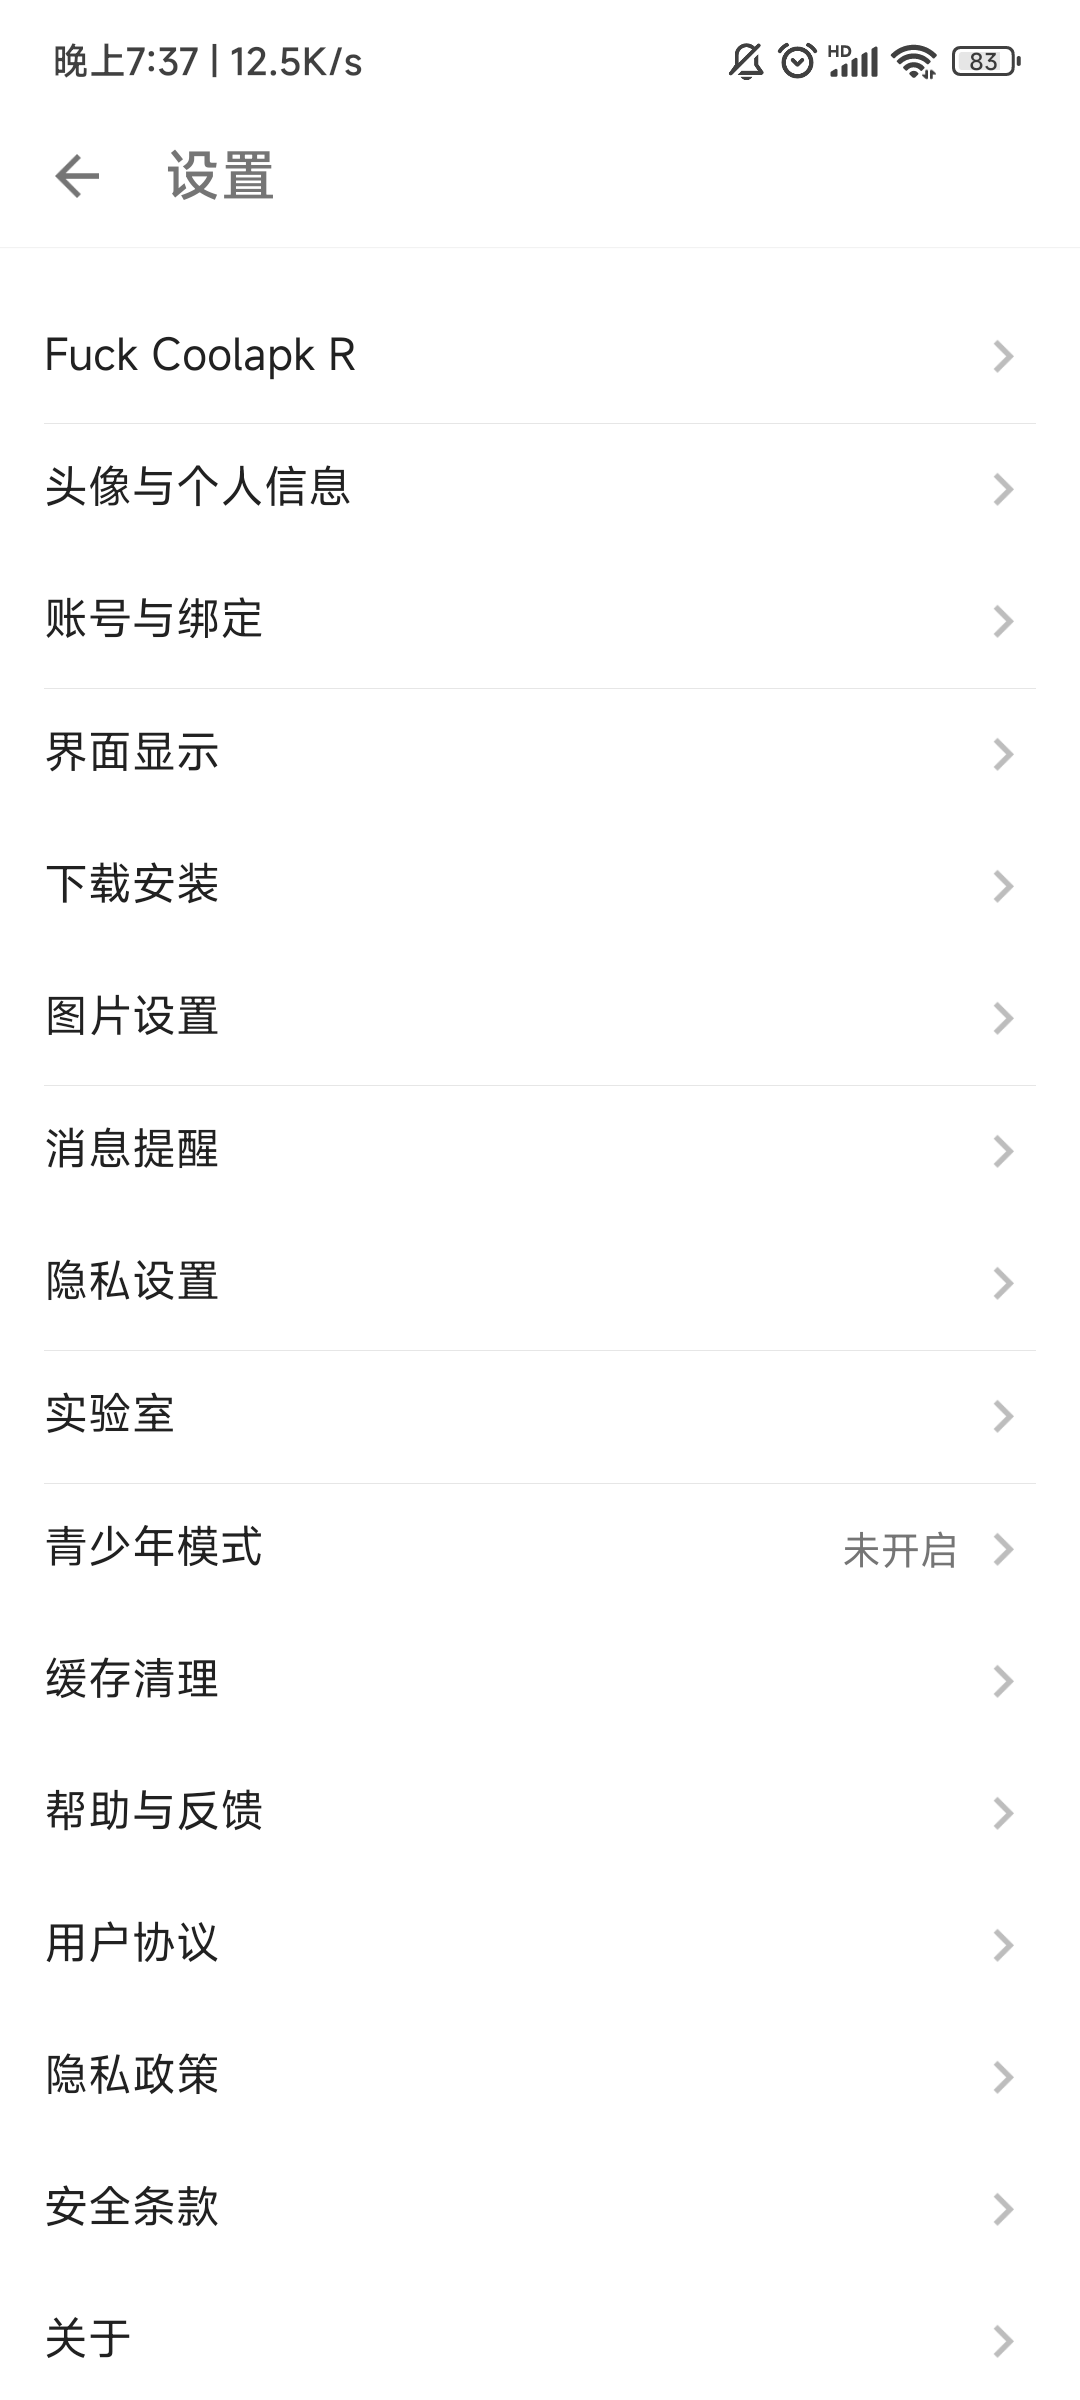 晚上7:37 | 12.5K/s
HD
83
设置
Fuck Coolapk R
头像与个人信息
账号与绑定
界面显示
下载安装
图片设置
消息提醒
隐私设置
实验室
青少年模式 未开启
缓存清理
帮助与反馈
用户协议
隐私政策
安全条款
关于